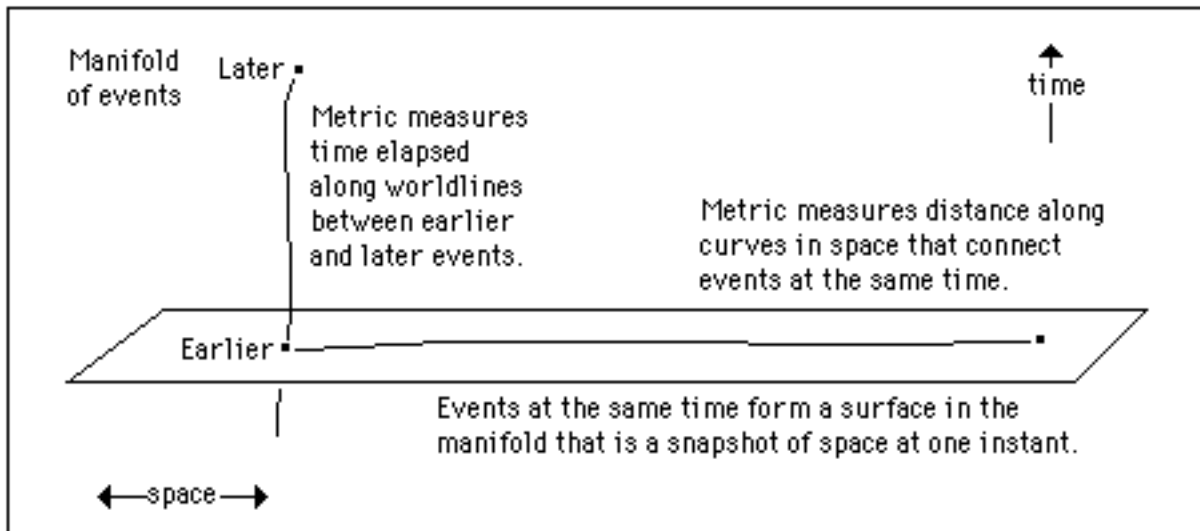 Manifold
of events
Later
time
Metric measures
time elapsed
along worldlines
between earlier
and later events.
Metric measures distance along
curves in space that connect
events at the same time.
Earlier
Events at the same time form a surface in the
manifold that is a snapshot of space at one instant.
space